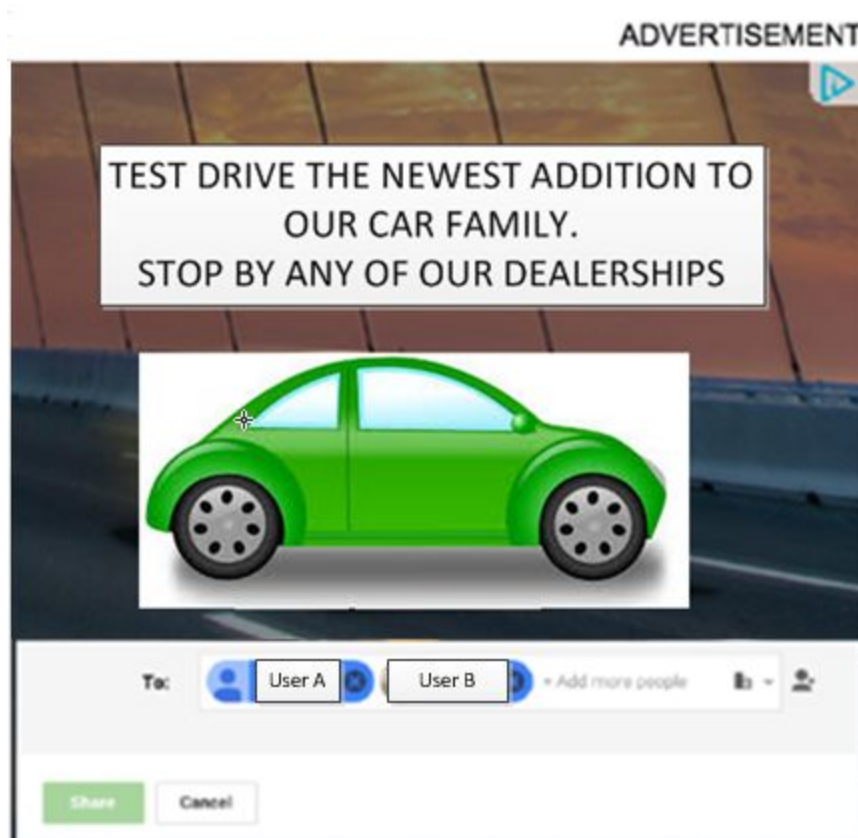 ADVERTISEMENT
TEST DRIVE THE NEWEST ADDITION TO
OUR CAR FAMILY.
STOP BY ANY OF OUR DEALERSHIPS
To: User A User B + Add more people
Share Cancel